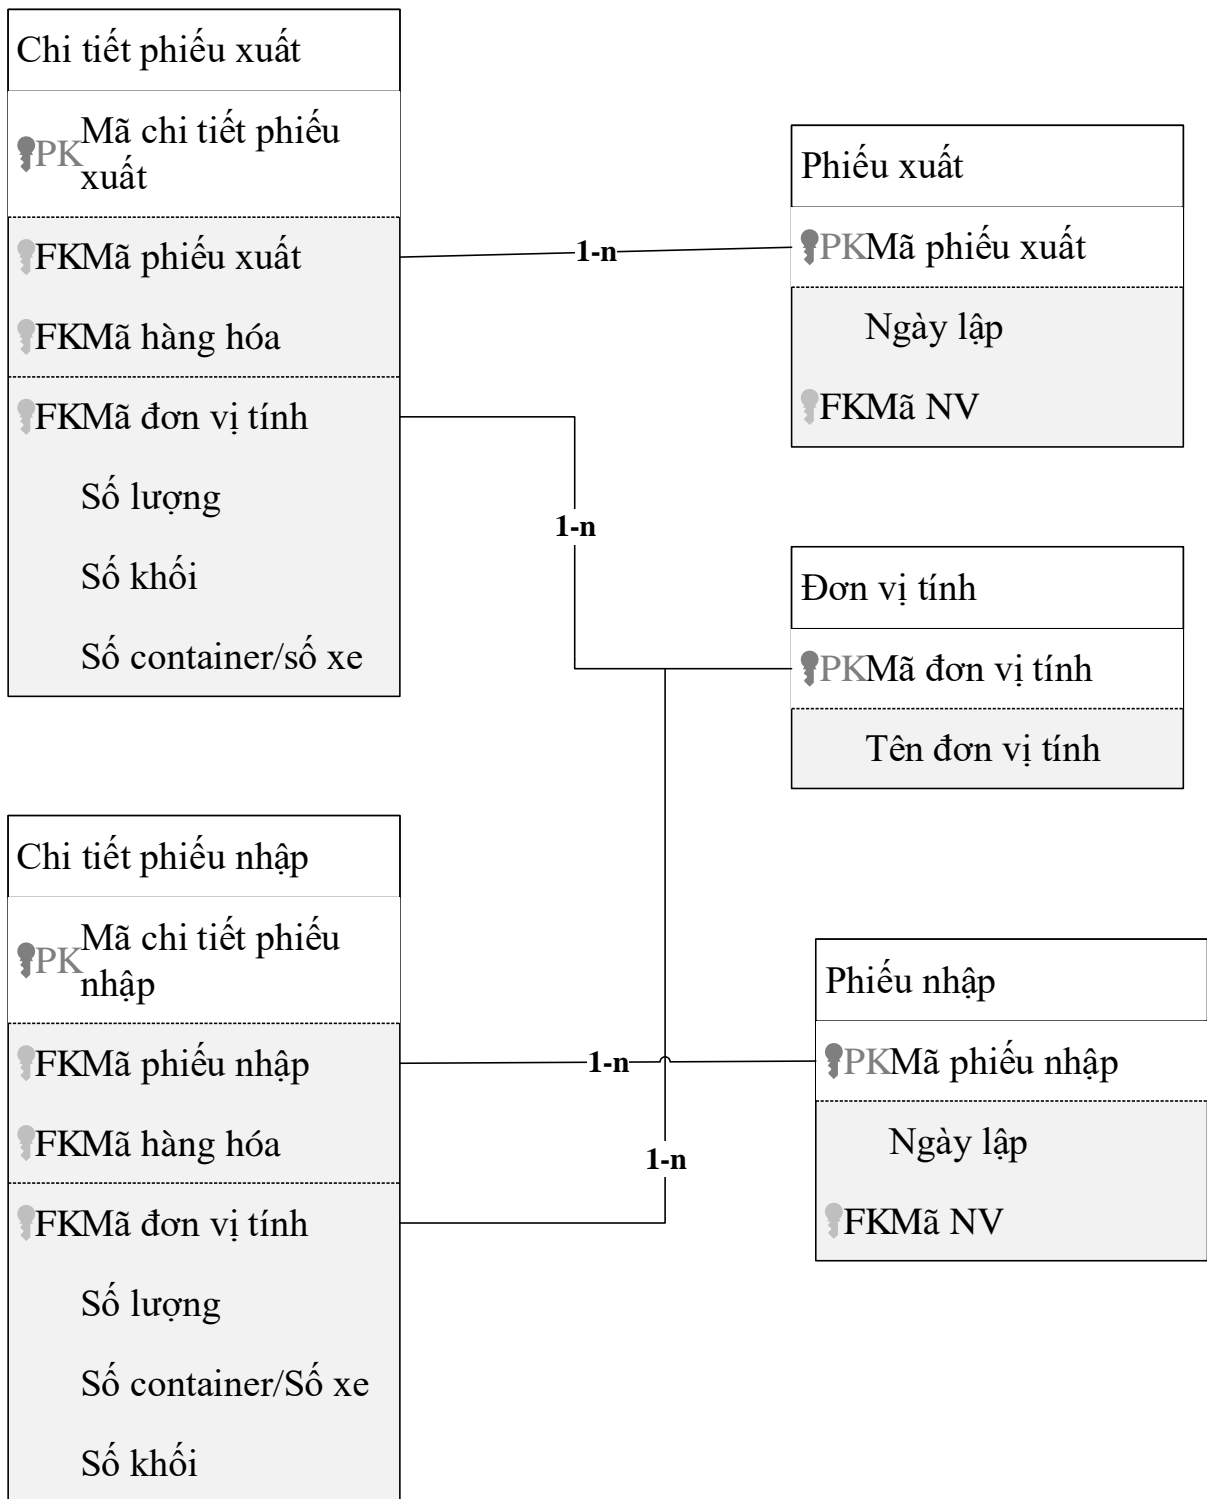 Chi tiết phiếu xuất
PK Mã chi tiết phiếu
xuất
FK Mã phiếu xuất
FK Mã hàng hóa
FK Mã đơn vị tính
Số lượng
Số khối
Số container/số xe
1-n
Phiếu xuất
PK Mã phiếu xuất
Ngày lập
FK Mã NV
1-n
Đơn vị tính
PK Mã đơn vị tính
Tên đơn vị tính
Chi tiết phiếu nhập
PK Mã chi tiết phiếu
nhập
FK Mã phiếu nhập
FK Mã hàng hóa
FK Mã đơn vị tính
Số lượng
Số container/Số xe
Số khối
1-n
1-n
Phiếu nhập
PK Mã phiếu nhập
Ngày lập
FK Mã NV